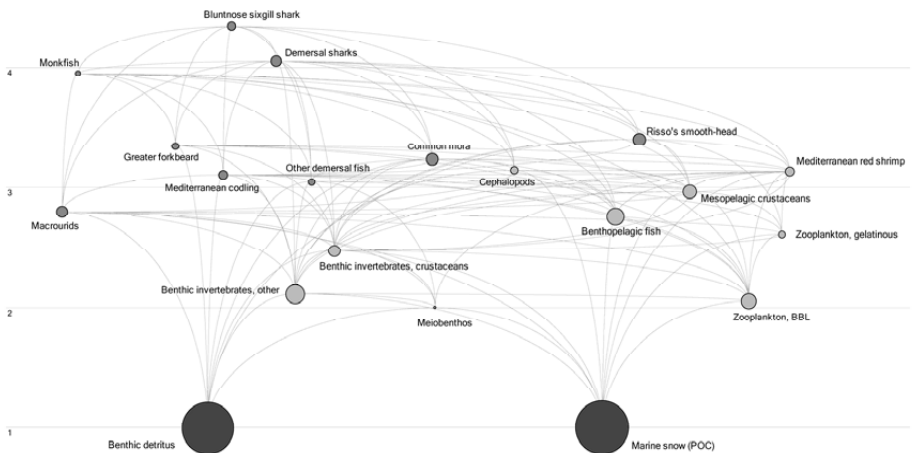 Bluntnose sixgill shark
Demersal sharks
Monkfish
4
Risso's smooth-head
Common mora
Greater forkbeard
Mediterranean red shrimp
Other demersal fish
Cephalopods
Mediterranean codling
3
Mesopelagic crustaceans
Macrourids
Benthopelagic fish
Zooplankton, gelatinous
Benthic invertebrates, crustaceans
Benthic invertebrates, other
2
Meiobenthos
Zooplankton, BBL
1
Benthic detritus
Marine snow (POC)